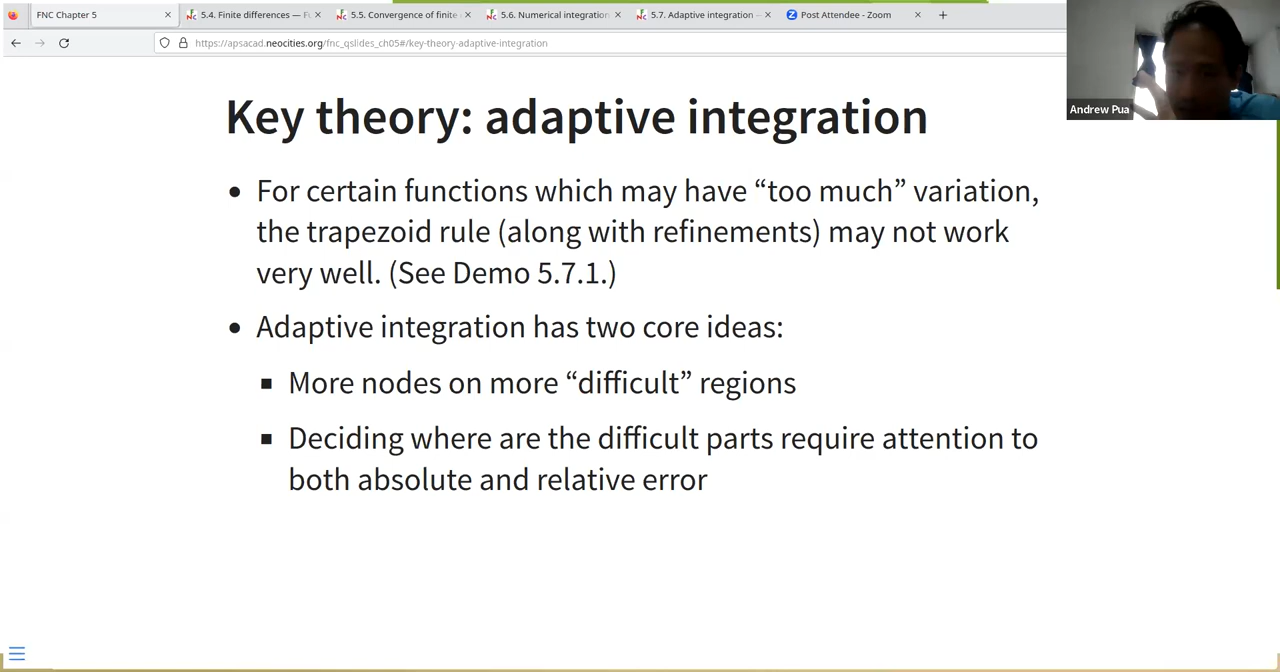 FNC Chapter 5
5.4. Finite differences — Fu
5.5. Convergence of finite
5.6. Numerical integration
5.7. Adaptive integration —
Post Attendee - Zoom
https://apsacad.neocities.org/fnc_qslides_ch05#/key-theory-adaptive-integration
Andrew Pua
Key theory: adaptive integration
• For certain functions which may have “too much” variation,
the trapezoid rule (along with refinements) may not work
very well. (See Demo 5.7.1.)
• Adaptive integration has two core ideas:
▪ More nodes on more “difficult” regions
▪ Deciding where are the difficult parts require attention to
both absolute and relative error